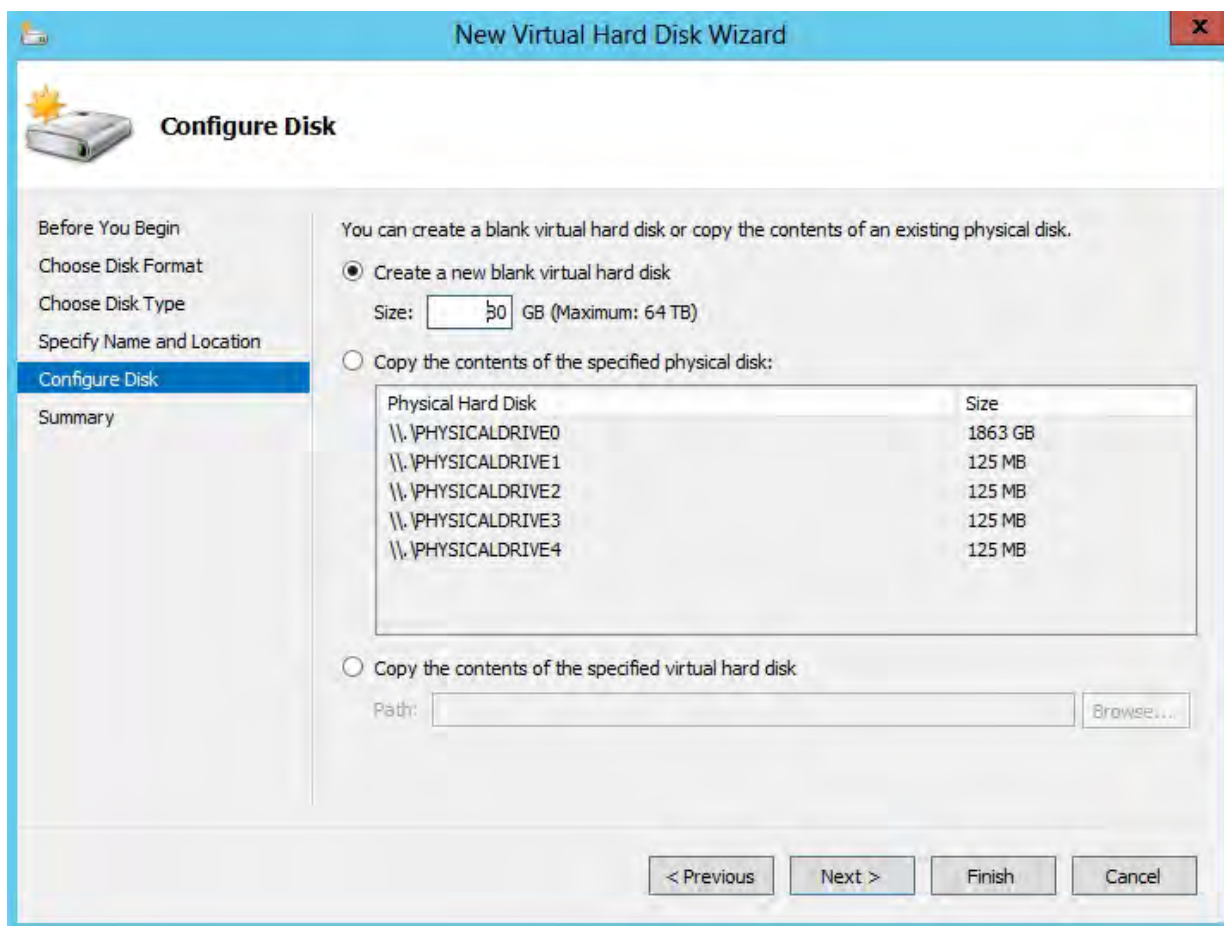 New Virtual Hard Disk Wizard
x
Configure Disk
Before You Begin
Choose Disk Format
Choose Disk Type
Specify Name and Location
Configure Disk
Summary
You can create a blank virtual hard disk or copy the contents of an existing physical disk.
Create a new blank virtual hard disk
Size: 30 GB (Maximum: 64 TB)
Copy the contents of the specified physical disk:
Physical Hard Disk Size
\\.\PHYSICALDRIVE0 1863 GB
\\.\PHYSICALDRIVE1 125 MB
\\.\PHYSICALDRIVE2 125 MB
\\.\PHYSICALDRIVE3 125 MB
\\.\PHYSICALDRIVE4 125 MB
Copy the contents of the specified virtual hard disk
Path: Browse...
< Previous Next > Finish Cancel